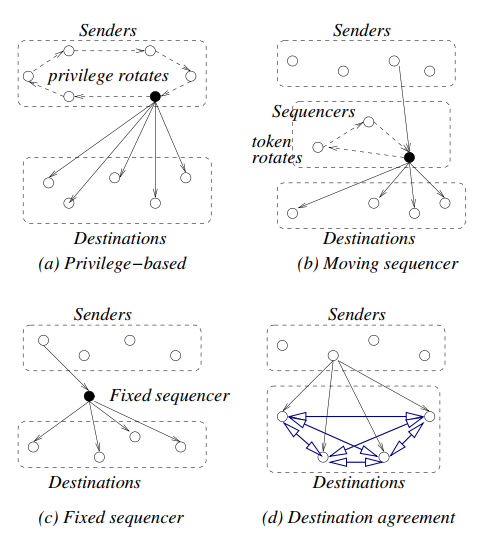 Senders
privilege rotates
Destinations
(a) Privilege−based
Senders
Sequencers
token
rotates
Destinations
(b) Moving sequencer
Senders
Fixed sequencer
Destinations
(c) Fixed sequencer
Senders
Destinations
(d) Destination agreement